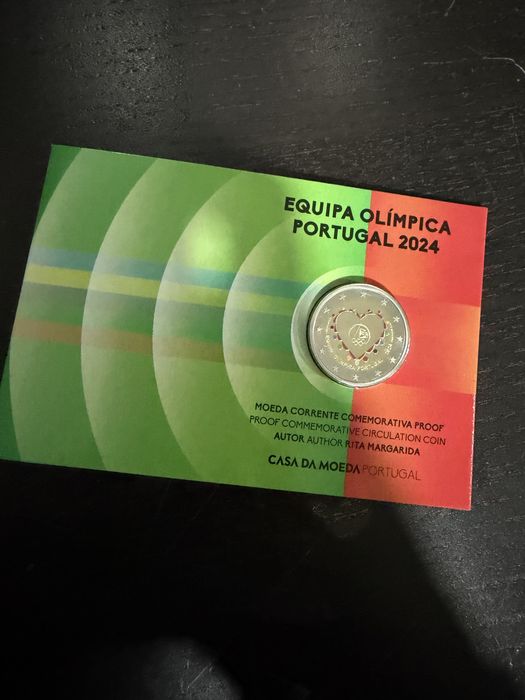 EQUIPA OLÍMPICA
PORTUGAL 2024
MOEDA CORRENTE COMEMORATIVA PROOF
PROOF COMMEMORATIVE CIRCULATION COIN
AUTOR AUTHOR RITA MARGARIDA
CASA DA MOEDA PORTUGAL